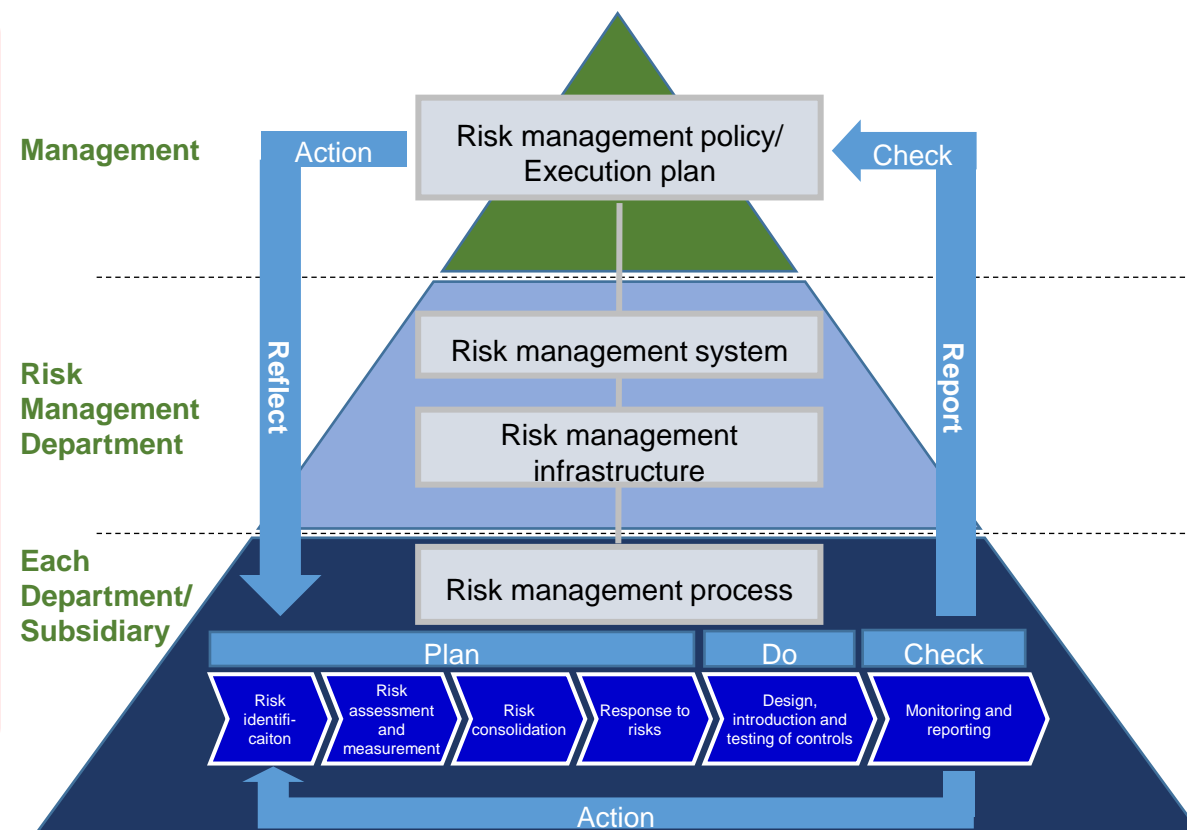 Management
Action
Risk management policy/
Execution plan
Check
Reflect
Report
Risk
Management
Department
Risk management system
Risk management
infrastructure
Each
Department/
Subsidiary
Risk management process
Plan
Do
Check
Risk
identifi-
caiton
Risk
assessment
and
measurement
Risk
consolidation
Response to
risks
Design,
introduction and
testing of controls
Monitoring and
reporting
Action